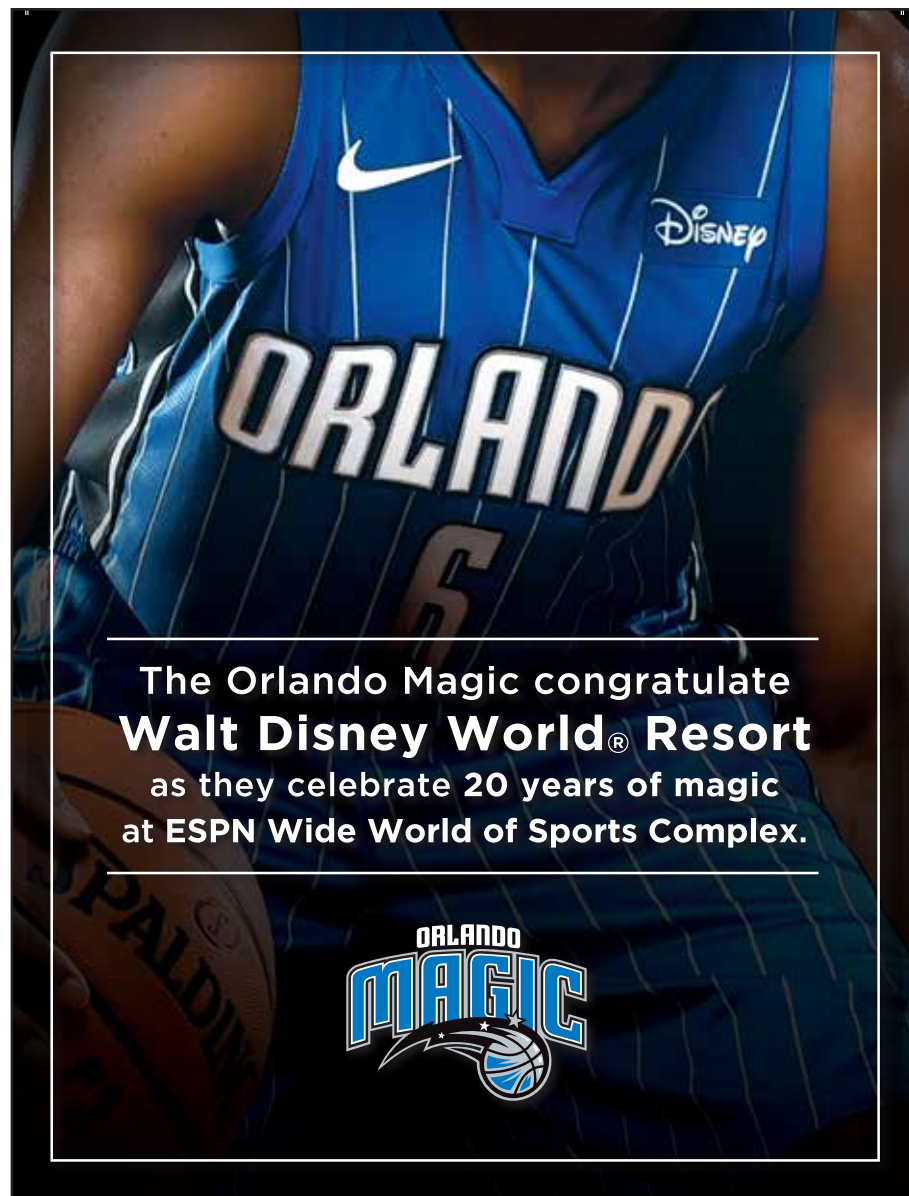 Disney
ORLAND
6
The Orlando Magic congratulate
Walt Disney World® Resort
as they celebrate 20 years of magic
at ESPN Wide World of Sports Complex.
SPALDING
ORLANDO
MAGIC